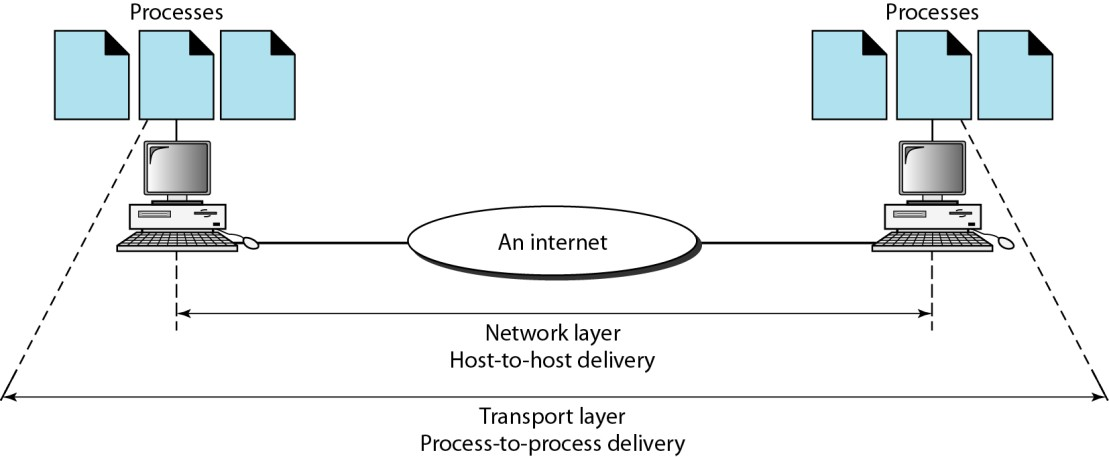 Processes
Processes
An internet
Network layer
Host-to-host delivery
Transport layer
Process-to-process delivery